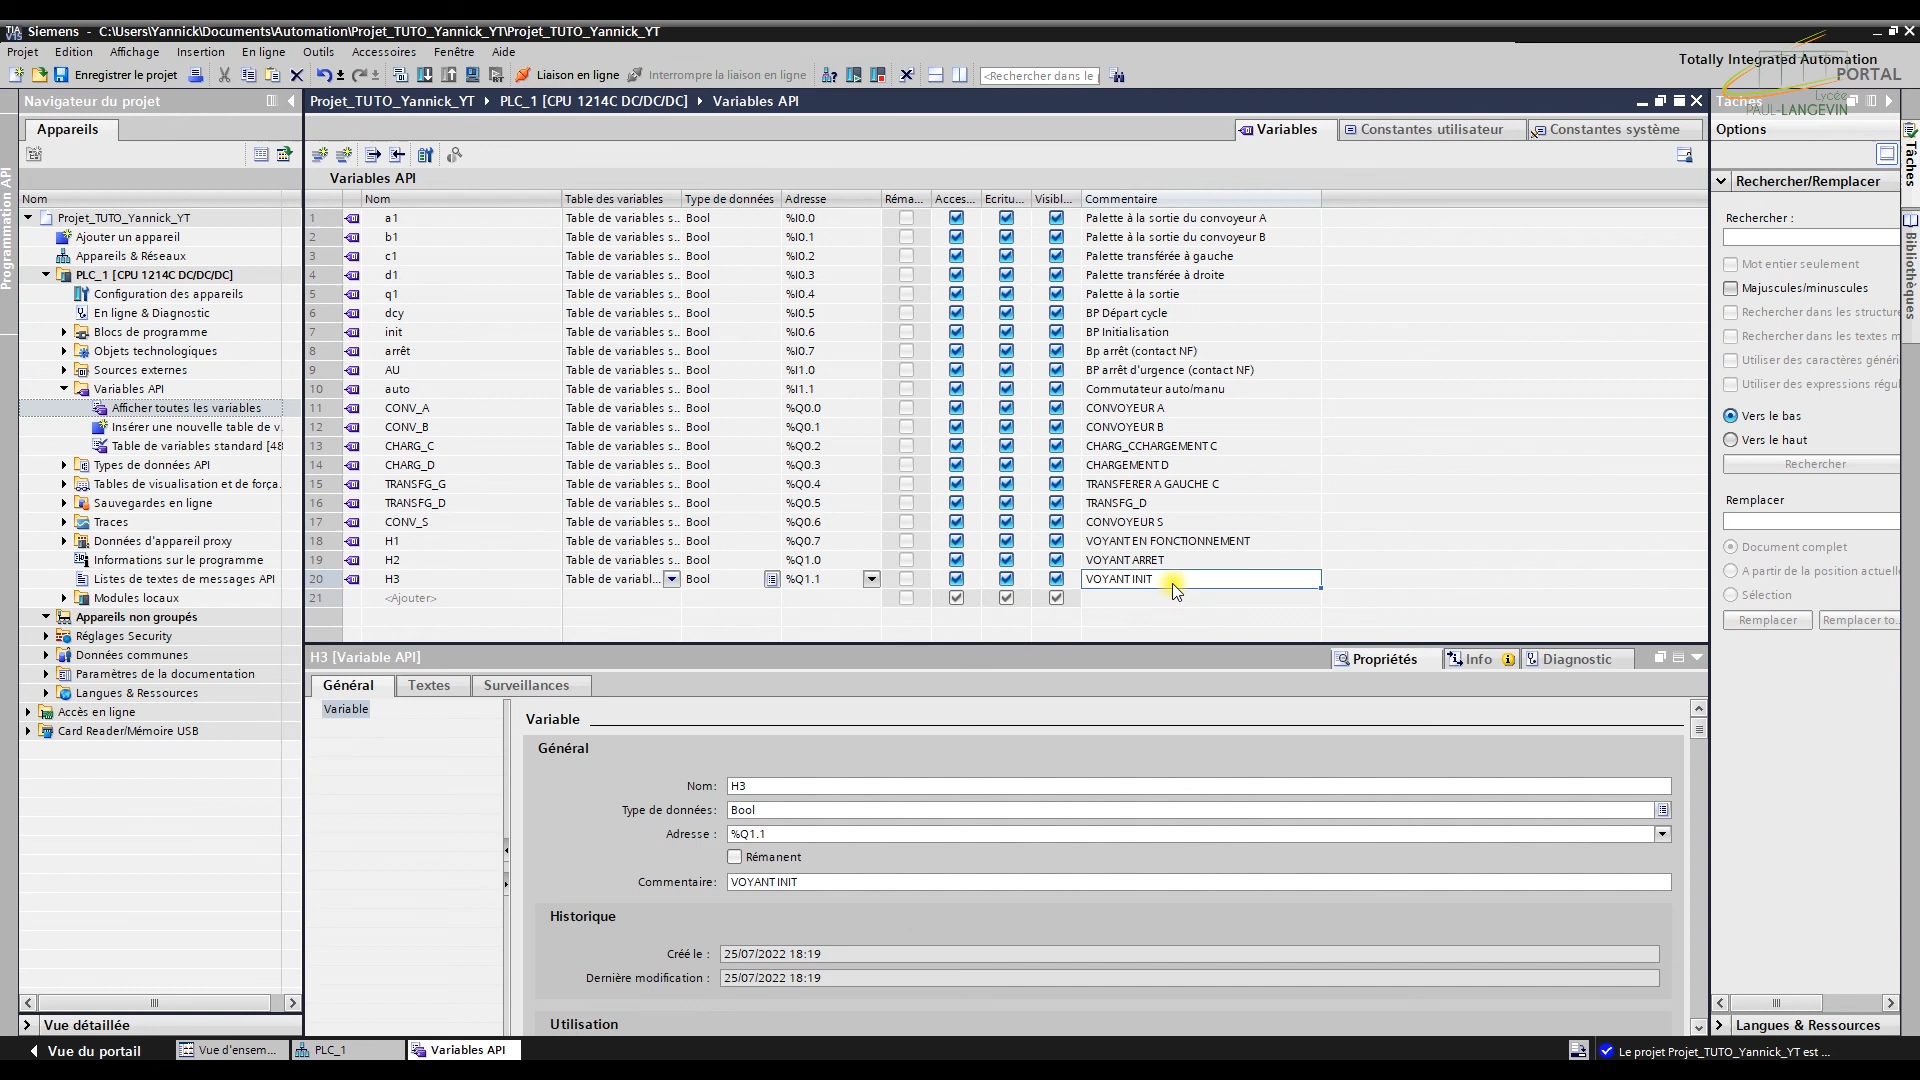 Siemens - C:\Users\Yannick\Documents\Automation\Projet_TUTO_Yannick_YT\Projet_TUTO_Yannick_YT
Projet Edition Affichage Insertion En ligne Outils Accessoires Fenêtre Aide
Totally Integrated Automation
PORTAL
Enregistrer le projet Liaison en ligne Interrompre la liaison en ligne <Rechercher dans le
Lycée
PAUL-LANGEVIN
Navigateur du projet
Projet_TUTO_Yannick_YT PLC_1 [CPU 1214C DC/DC/DC] Variables API
Tâches
Appareils
Variables Constantes utilisateur Constantes système
Options
Variables API
Programmation API
Nom
Projet_TUTO_Yannick_YT
Ajouter un appareil
Appareils & Réseaux
PLC_1 [CPU 1214C DC/DC/DC]
Configuration des appareils
En ligne & Diagnostic
Blocs de programme
Objets technologiques
Sources externes
Variables API
Afficher toutes les variables
Insérer une nouvelle table de v
Table de variables standard [48
Types de données API
Tables de visualisation et de força.
Sauvegardes en ligne
Traces
Données d'appareil proxy
Informations sur le programme
Listes de textes de messages API
Modules locaux
Appareils non groupés
Réglages Security
Données communes
Paramètres de la documentation
Langues & Ressources
Accès en ligne
Card Reader/Mémoire USB
Vue détaillée
Nom Table des variables Type de données Adresse Réma... Acces... Ecritu... Visibl... Commentaire
1 a1 Table de variables s.. Bool %I0.0 Palette à la sortie du convoyeur A
2 b1 Table de variables s.. Bool %I0.1 Palette à la sortie du convoyeur B
3 c1 Table de variables s.. Bool %I0.2 Palette transférée à gauche
4 d1 Table de variables s.. Bool %I0.3 Palette transférée à droite
5 q1 Table de variables s.. Bool %I0.4 Palette à la sortie
6 dcy Table de variables s.. Bool %I0.5 BP Départ cycle
7 init Table de variables s.. Bool %I0.6 BP Initialisation
8 arrêt Table de variables s.. Bool %I0.7 Bp arrêt (contact NF)
9 AU Table de variables s.. Bool %I1.0 BP arrêt d'urgence (contact NF)
10 auto Table de variables s.. Bool %I1.1 Commutateur auto/manu
11 CONV_A Table de variables s.. Bool %Q0.0 CONVOYEUR A
12 CONV_B Table de variables s.. Bool %Q0.1 CONVOYEUR B
13 CHARG_C Table de variables s.. Bool %Q0.2 CHARG_CCHARGEMENT C
14 CHARG_D Table de variables s.. Bool %Q0.3 CHARGEMENT D
15 TRANSFG_G Table de variables s.. Bool %Q0.4 TRANSFERER A GAUCHE C
16 TRANSFG_D Table de variables s.. Bool %Q0.5 TRANSFG_D
17 CONV_S Table de variables s.. Bool %Q0.6 CONVOYEUR S
18 H1 Table de variables s.. Bool %Q0.7 VOYANT EN FONCTIONNEMENT
19 H2 Table de variables s.. Bool %Q1.0 VOYANT ARRET
20 H3 Table de variabl... Bool %Q1.1 VOYANT INIT
21 <Ajouter>
H3 [Variable API]
Propriétés Info Diagnostic
Général Textes Surveillances
Variable
Variable
Général
Nom: H3
Type de données: Bool
Adresse : %Q1.1
Rémanent
Commentaire: VOYANT INIT
Historique
Créé le : 25/07/2022 18:19
Dernière modification : 25/07/2022 18:19
Utilisation
Rechercher/Remplacer
Rechercher :
Mot entier seulement
Majuscules/minuscules
Rechercher dans les structure
Rechercher dans les textes m
Utiliser des caractères généri
Utiliser des expressions régul
Vers le bas
Vers le haut
Rechercher
Remplacer
Document complet
A partir de la position actuelle
Sélection
Remplacer Remplacer to..
Langues & Ressources
Tâches
Bibliothèques
Vue du portail Vue d'ensem... PLC_1 Variables API Le projet Projet_TUTO_Yannick_YT est ...